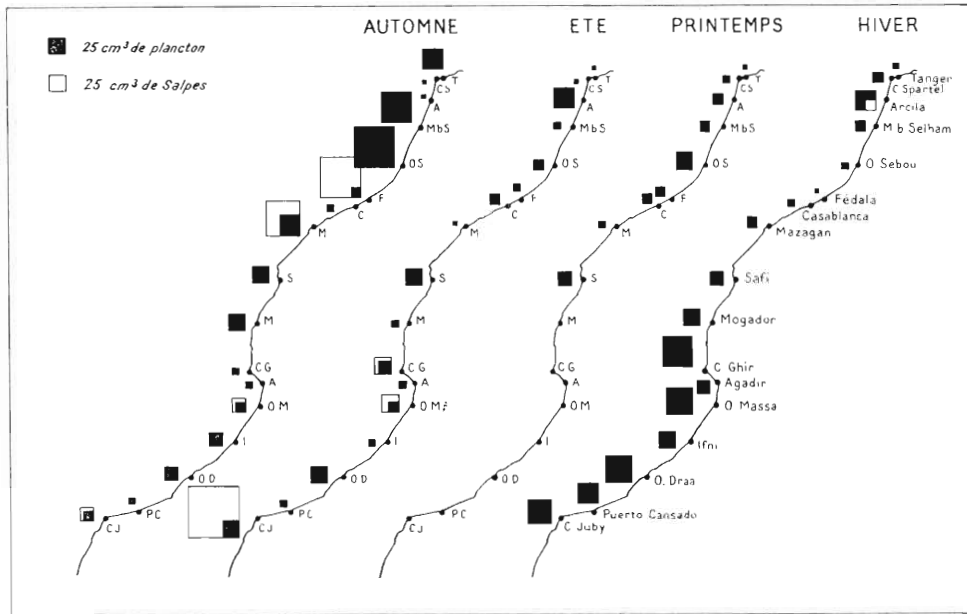 AUTOMNE ETE PRINTEMPS HIVER
25 cm³ de plancton
25 cm³ de Salpes
T
CS
A
MbS
OS
F
C
M
S
M
CG
A
OM
I
OD
PC
CJ
T
CS
A
MbS
OS
F
C
M
S
M
CG
A
OM
I
OD
PC
CJ
T
CS
A
MbS
OS
F
C
M
S
M
CG
A
OM
I
OD
PC
CJ
Tanger
C Spartel
Arcila
M b Selham
O Sebou
Fédala
Casablanca
Mazagan
Safi
Mogador
C Ghir
Agadir
O Massa
Ifni
O. Draa
Puerto Cansado
C Juby